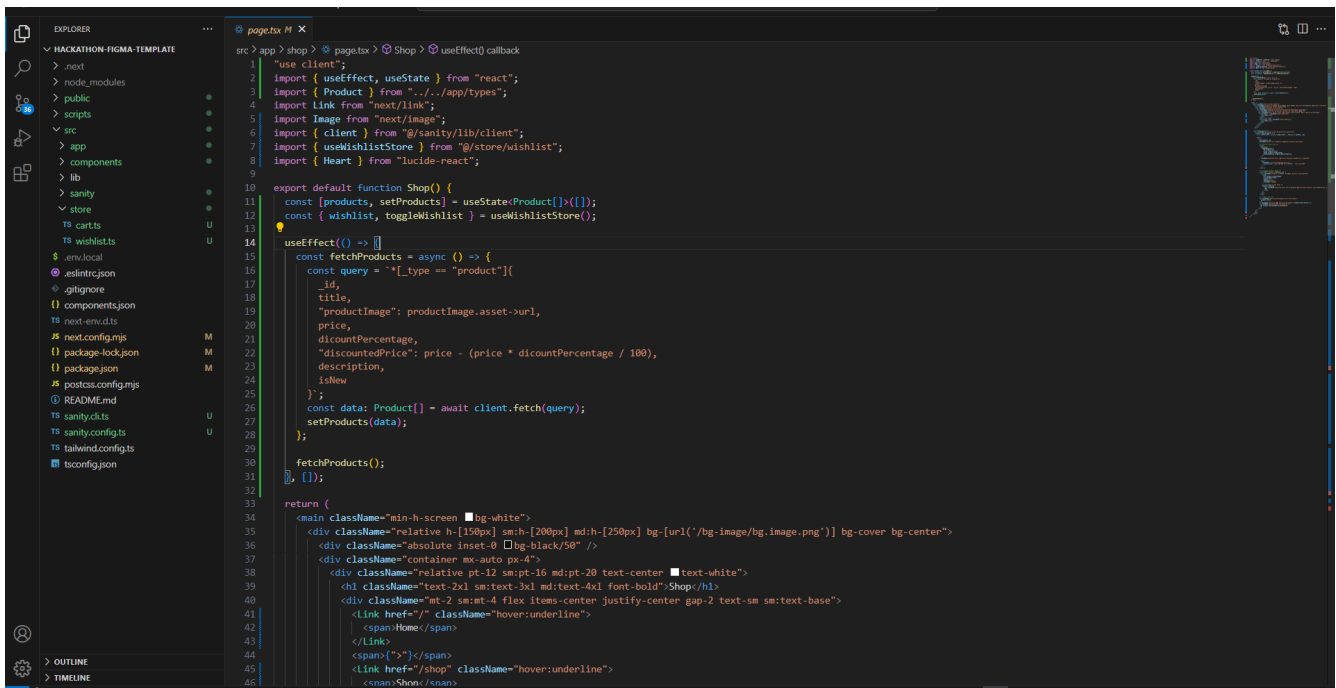 EXPLORER
HACKATHON-FIGMA-TEMPLATE
.next
node_modules
public
scripts
src
app
components
lib
sanity
store
TS cart.ts U
TS wishlist.ts U
$ .env.local
.eslintrc.json
.gitignore
{} components.json
TS next-env.d.ts
JS next.config.mjs M
{} package-lock.json M
{} package.json M
JS postcss.config.mjs
README.md
TS sanity.cli.ts U
TS sanity.config.ts U
TS tailwind.config.ts
tsconfig.json
OUTLINE
TIMELINE
36
page.tsx M
src > app > shop > page.tsx > Shop > useEffect() callback
1 "use client";
2 import { useEffect, useState } from "react";
3 import { Product } from "../../app/types";
4 import Link from "next/link";
5 import Image from "next/image";
6 import { client } from "@/sanity/lib/client";
7 import { useWishlistStore } from "@/store/wishlist";
8 import { Heart } from "lucide-react";
9
10 export default function Shop() {
11 const [products, setProducts] = useState<Product[]>([]);
12 const { wishlist, toggleWishlist } = useWishlistStore();
13
14 useEffect(() => {
15 const fetchProducts = async () => {
16 const query = `*[_type == "product"]{
17 _id,
18 title,
19 "productImage": productImage.asset->url,
20 price,
21 dicountPercentage,
22 "discountedPrice": price - (price * dicountPercentage / 100),
23 description,
24 isNew
25 }`;
26 const data: Product[] = await client.fetch(query);
27 setProducts(data);
28 };
29
30 fetchProducts();
31 }, []);
32
33 return (
34 <main className="min-h-screen bg-white">
35 <div className="relative h-[150px] sm:h-[200px] md:h-[250px] bg-[url('/bg-image/bg.image.png')] bg-cover bg-center">
36 <div className="absolute inset-0 bg-black/50" />
37 <div className="container mx-auto px-4">
38 <div className="relative pt-12 sm:pt-16 md:pt-20 text-center text-white">
39 <h1 className="text-2xl sm:text-3xl md:text-4xl font-bold">Shop</h1>
40 <div className="mt-2 sm:mt-4 flex items-center justify-center gap-2 text-sm sm:text-base">
41 <Link href="/" className="hover:underline">
42 <span>Home</span>
43 </Link>
44 <span>{">"}</span>
45 <Link href="/shop" className="hover:underline">
46 <span>Shop</span>